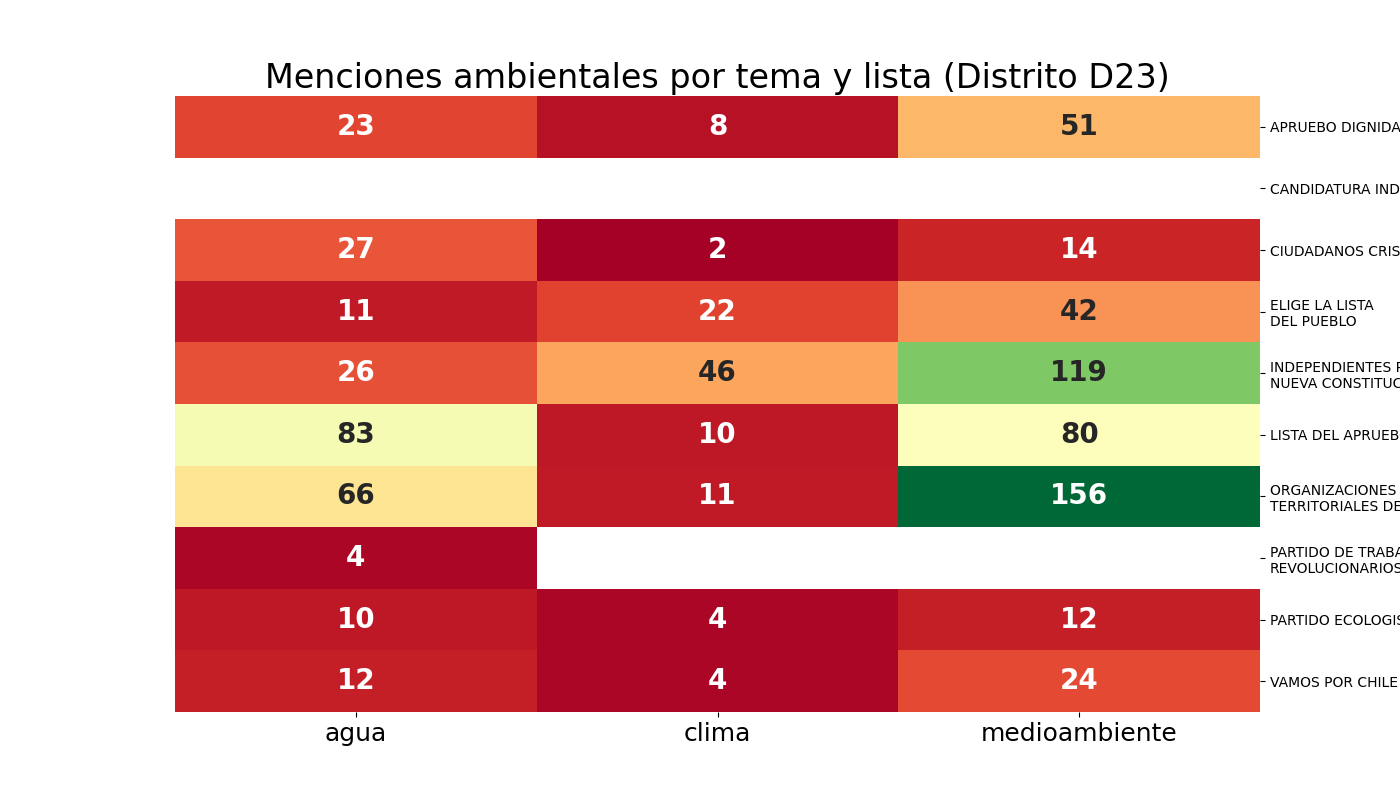 Menciones ambientales por tema y lista (Distrito D23)
23 8 51 APRUEBO DIGNIDA
CANDIDATURA IND
27 2 14 CIUDADANOS CRIS
11 22 42 ELIGE LA LISTA
DEL PUEBLO
26 46 119 INDEPENDIENTES
NUEVA CONSTITUC
83 10 80 LISTA DEL APRUEB
66 11 156 ORGANIZACIONES
TERRITORIALES DE
4 PARTIDO DE TRABA
REVOLUCIONARIOS
10 4 12 PARTIDO ECOLOGIS
12 4 24 VAMOS POR CHILE
agua clima medioambiente